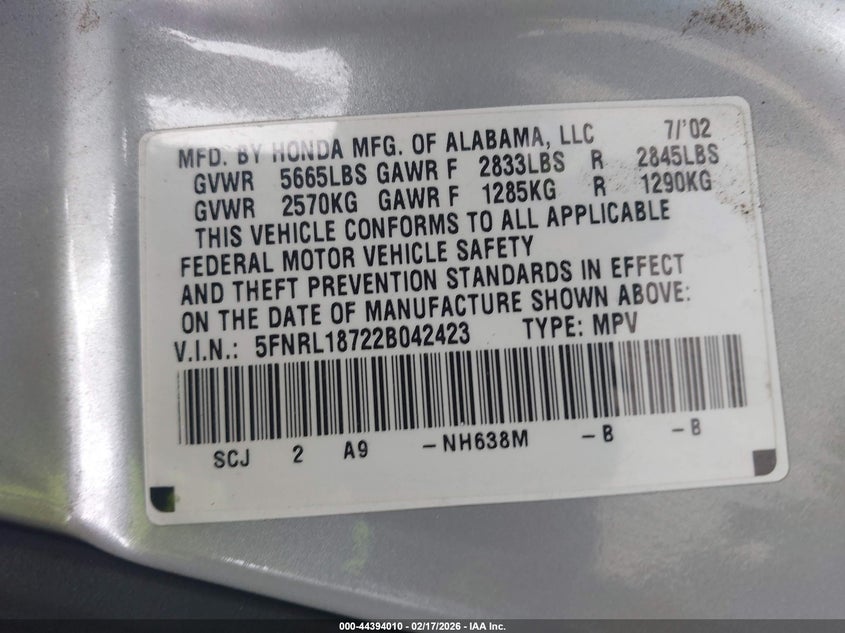 MFD. BY HONDA MFG. OF ALABAMA, LLC 7/'02
GVWR 5665LBS GAWR F 2833LBS R 2845LBS
GVWR 2570KG GAWR F 1285KG R 1290KG
THIS VEHICLE CONFORMS TO ALL APPLICABLE
FEDERAL MOTOR VEHICLE SAFETY
AND THEFT PREVENTION STANDARDS IN EFFECT
ON THE DATE OF MANUFACTURE SHOWN ABOVE:
V.I.N.: 5FNRL18722B042423 TYPE: MPV
SCJ 2 A9 -NH638M -B -B
000-44394010 - 02/17/2026 - IAA Inc.